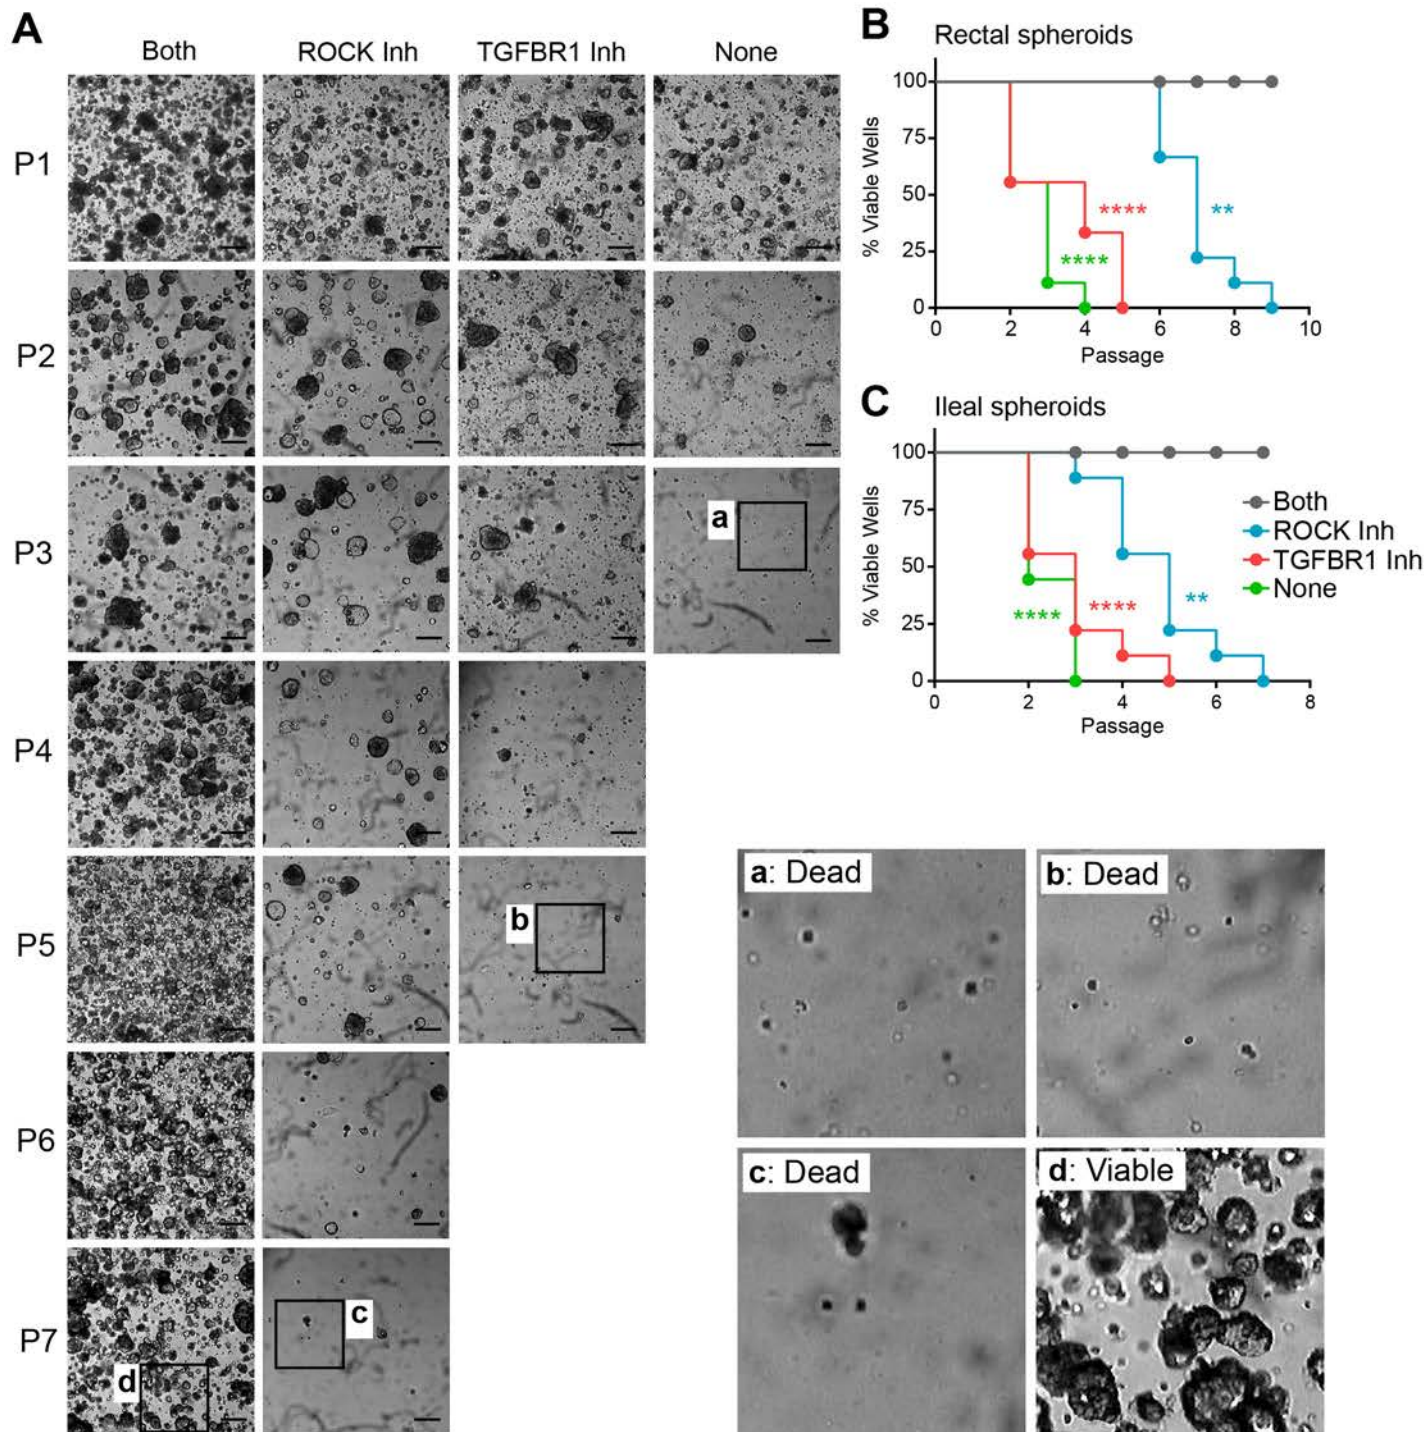 A
Both
ROCK Inh
TGFBR1 Inh
None
P1
P2
P3
a
P4
P5
b
P6
P7
c
d
B
Rectal spheroids
% Viable Wells
100
75
50
25
0
****
****
**
0 2 4 6 8 10
Passage
C
Ileal spheroids
% Viable Wells
100
75
50
25
0
****
****
**
0 2 4 6 8
Passage
Both
ROCK Inh
TGFBR1 Inh
None
a: Dead
b: Dead
c: Dead
d: Viable